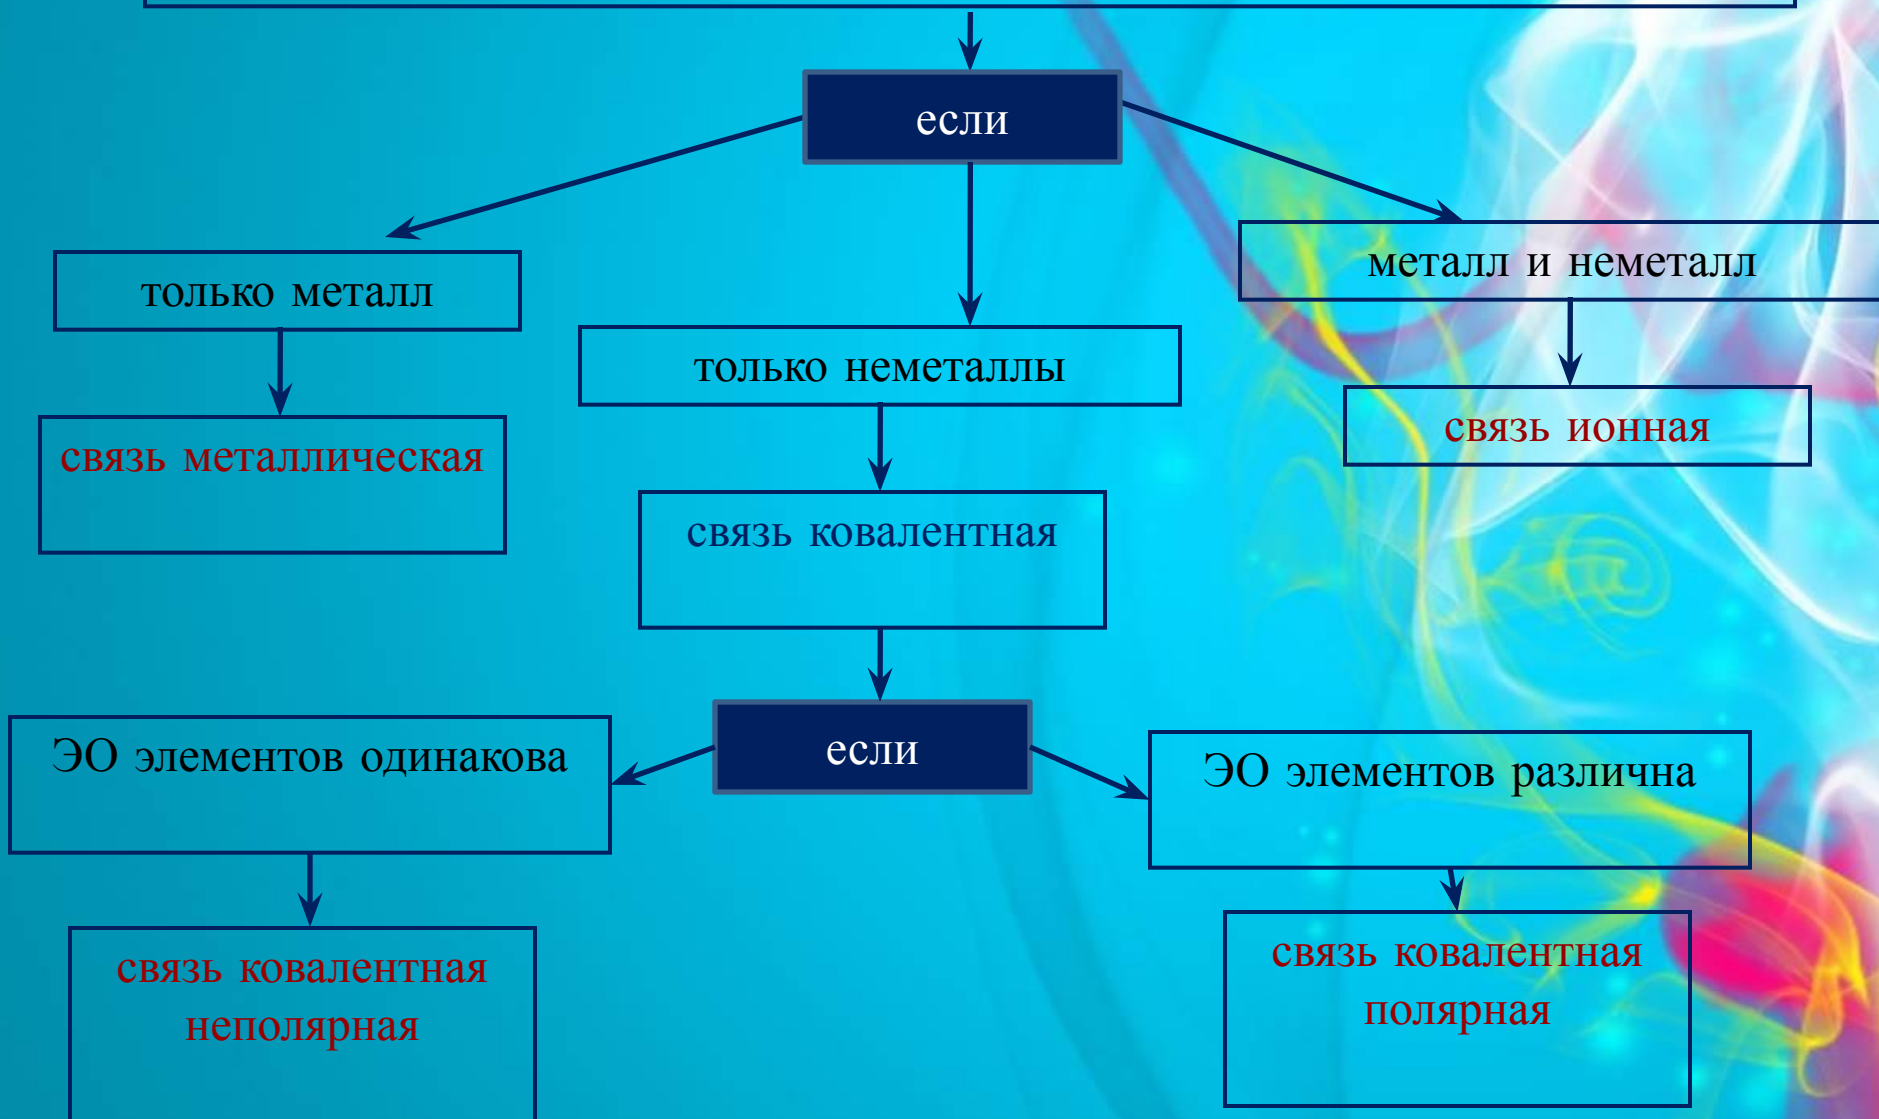 если
только металл
металл и неметалл
только неметаллы
связь металлическая
связь ионная
связь ковалентная
ЭО элементов одинакова
если
ЭО элементов различна
связь ковалентная
неполярная
связь ковалентная
полярная